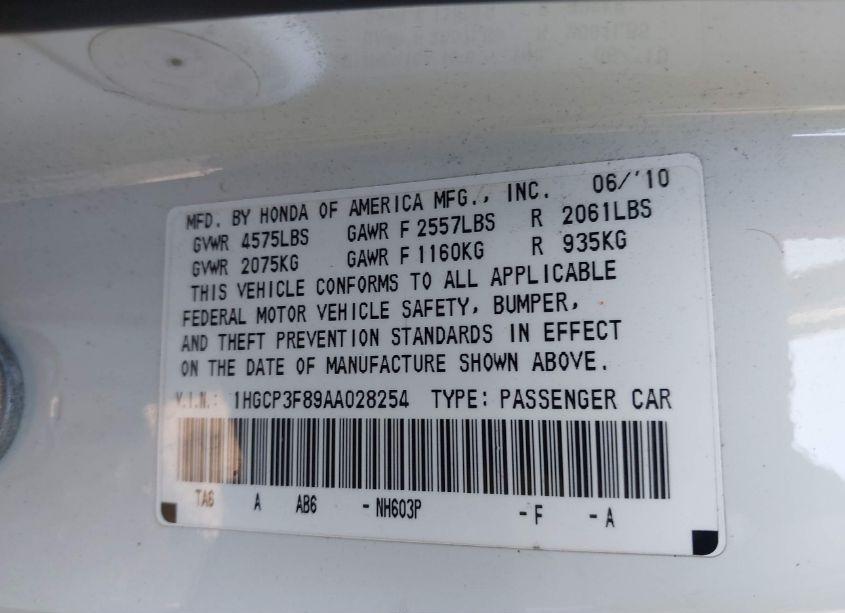 MFD. BY HONDA OF AMERICA MFG., INC. 06/'10
GVWR 4575LBS GAWR F 2557LBS R 2061LBS
GVWR 2075KG GAWR F 1160KG R 935KG
THIS VEHICLE CONFORMS TO ALL APPLICABLE
FEDERAL MOTOR VEHICLE SAFETY, BUMPER,
AND THEFT PREVENTION STANDARDS IN EFFECT
ON THE DATE OF MANUFACTURE SHOWN ABOVE.
V.I.N.: 1HGCP3F89AA028254 TYPE: PASSENGER CAR
TA6 A AB6 -NH603P -F -A